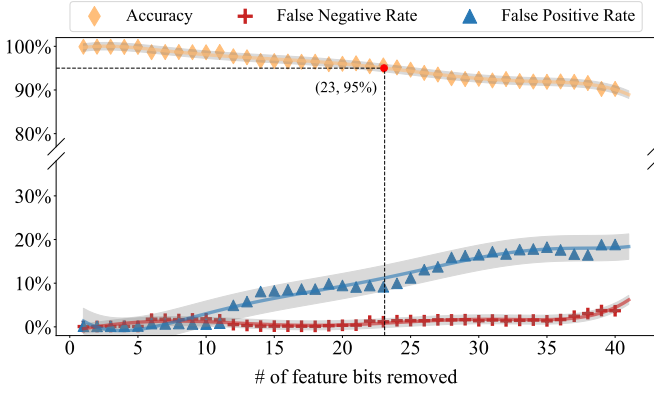 Accuracy
False Negative Rate
False Positive Rate
100%
90%
80%
(23, 95%)
30%
20%
10%
0%
0 5 10 15 20 25 30 35 40
# of feature bits removed